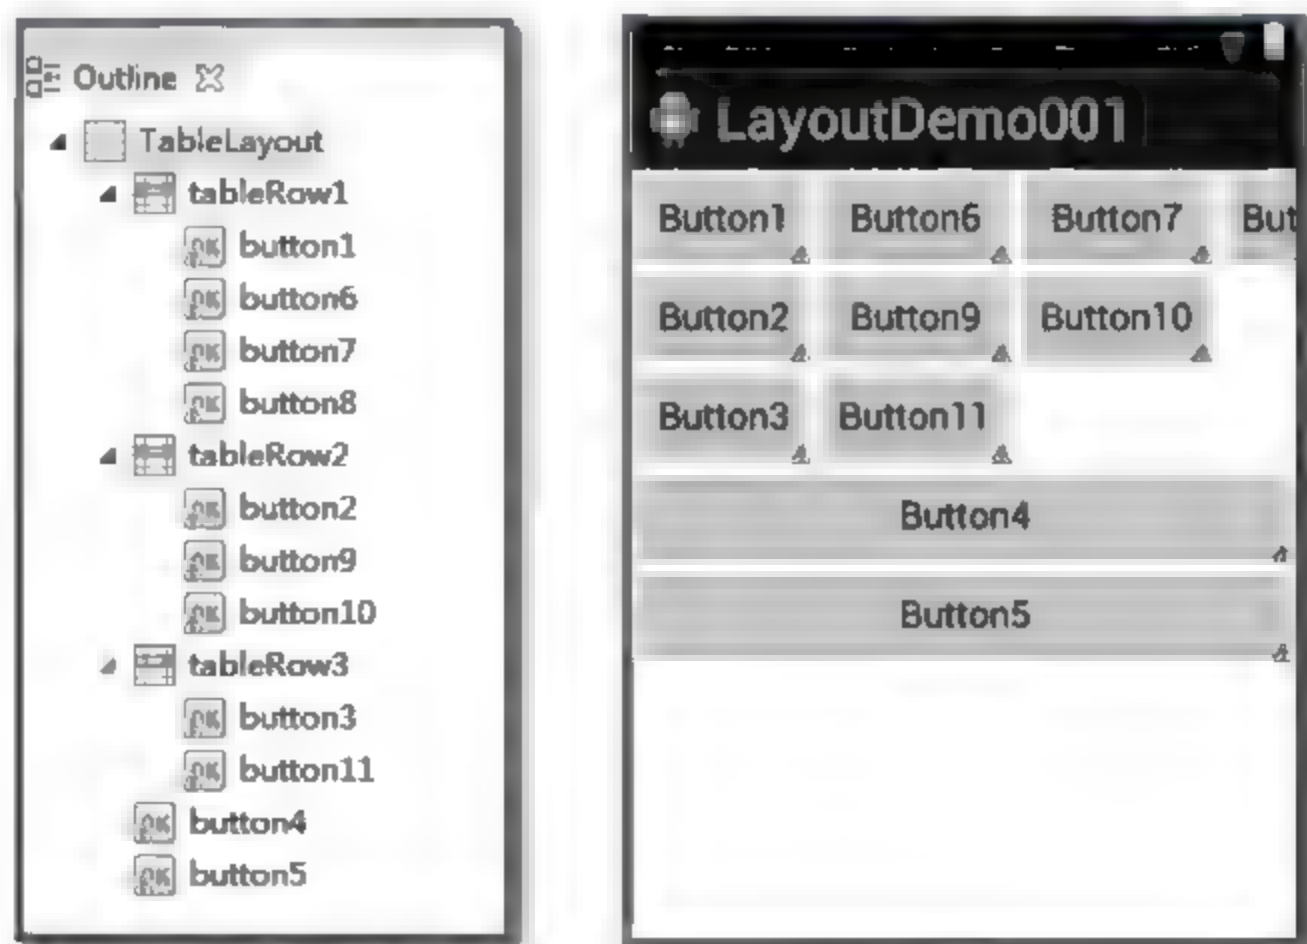 Outline
TableLayout
tableRow1
button1
button6
button7
button8
tableRow2
button2
button9
button10
tableRow3
button3
button11
button4
button5
LayoutDemo001
Button1 Button6 Button7 But
Button2 Button9 Button10
Button3 Button11
Button4
Button5